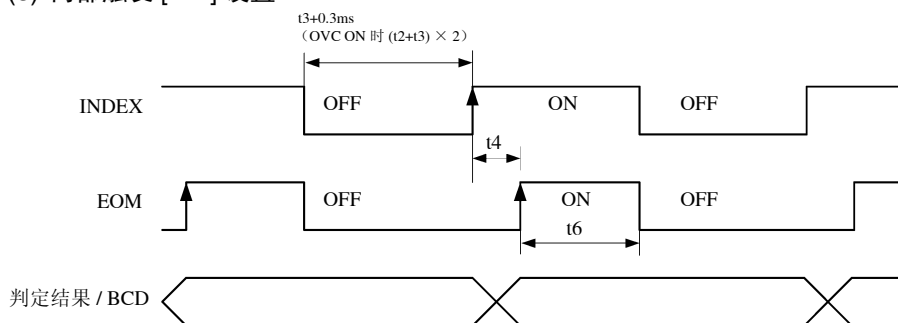 t3+0.3ms
（OVC ON 时 (t2+t3) × 2）
INDEX OFF ON OFF
t4
EOM OFF ON OFF
t6
判定结果 / BCD